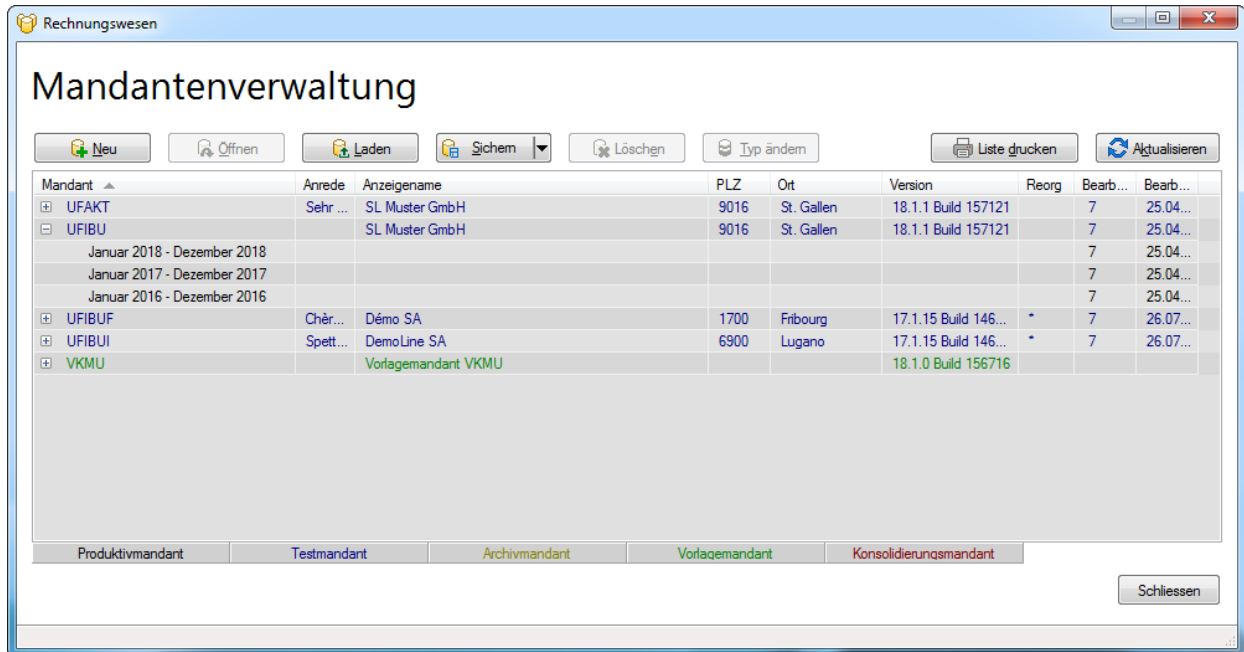 Rechnungswesen
Mandantenverwaltung
Neu Öffnen Laden Sichern Löschen Typ ändern Liste drucken Aktualisieren
Mandant Anrede Anzeigename PLZ Ort Version Reorg Bearb... Bearb...
UFAKT Sehr ... SL Muster GmbH 9016 St. Gallen 18.1.1 Build 157121 7 25.04...
UFIBU SL Muster GmbH 9016 St. Gallen 18.1.1 Build 157121 7 25.04...
Januar 2018 - Dezember 2018 7 25.04...
Januar 2017 - Dezember 2017 7 25.04...
Januar 2016 - Dezember 2016 7 25.04...
UFIBUF Chèr... Démo SA 1700 Fribourg 17.1.15 Build 146... * 7 26.07...
UFIBUI Spett... DemoLine SA 6900 Lugano 17.1.15 Build 146... * 7 26.07...
VKMU Vorlagemandant VKMU 18.1.0 Build 156716
Produktivmandant Testmandant Archivmandant Vorlagemandant Konsolidierungsmandant
Schliessen